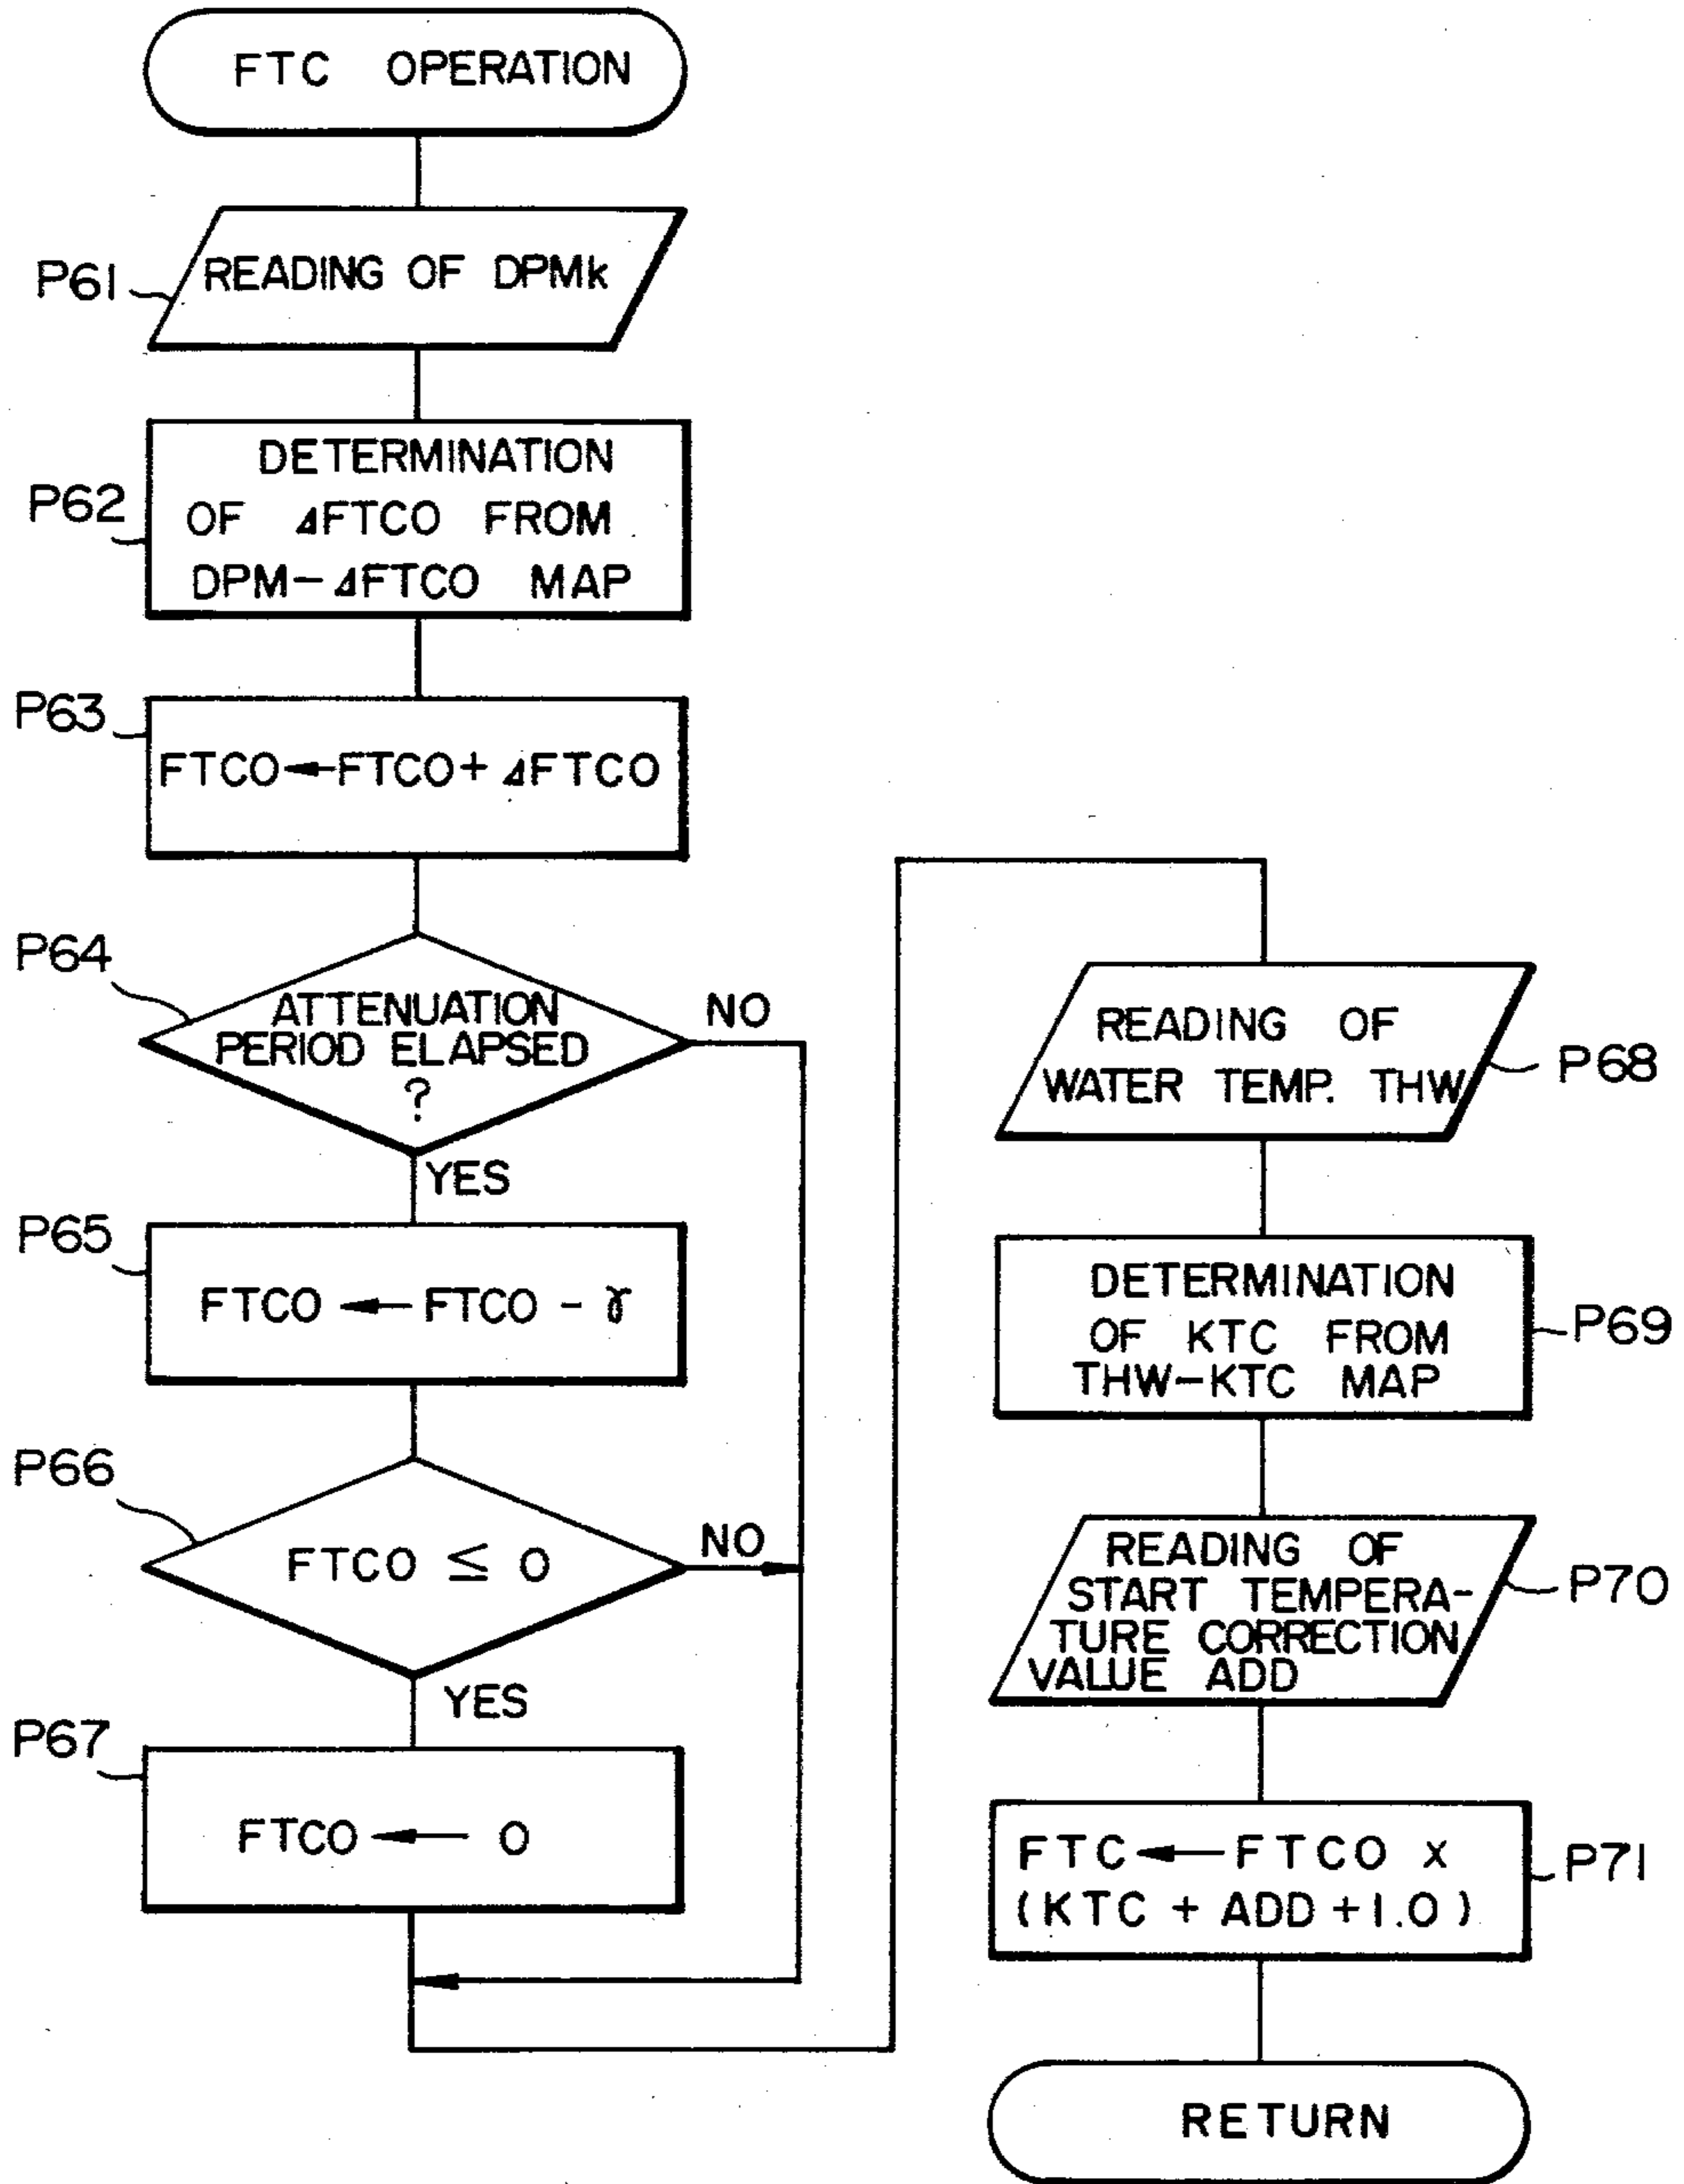 FTC OPERATION
P61
READING OF DPMk
P62
DETERMINATION
OF ⊿FTCO FROM
DPM-⊿FTCO MAP
P63
FTCO←FTCO+ ⊿FTCO
P64
ATTENUATION
PERIOD ELAPSED
?
NO
YES
P65
FTCO ← FTCO - γ
P66
FTCO ≦ 0
NO
YES
P67
FTCO ← 0
READING OF
WATER TEMP. THW
P68
DETERMINATION
OF KTC FROM
THW-KTC MAP
P69
READING OF
START TEMPERA-
TURE CORRECTION
VALUE ADD
P70
FTC ← FTCO x
(KTC + ADD +1.0)
P71
RETURN